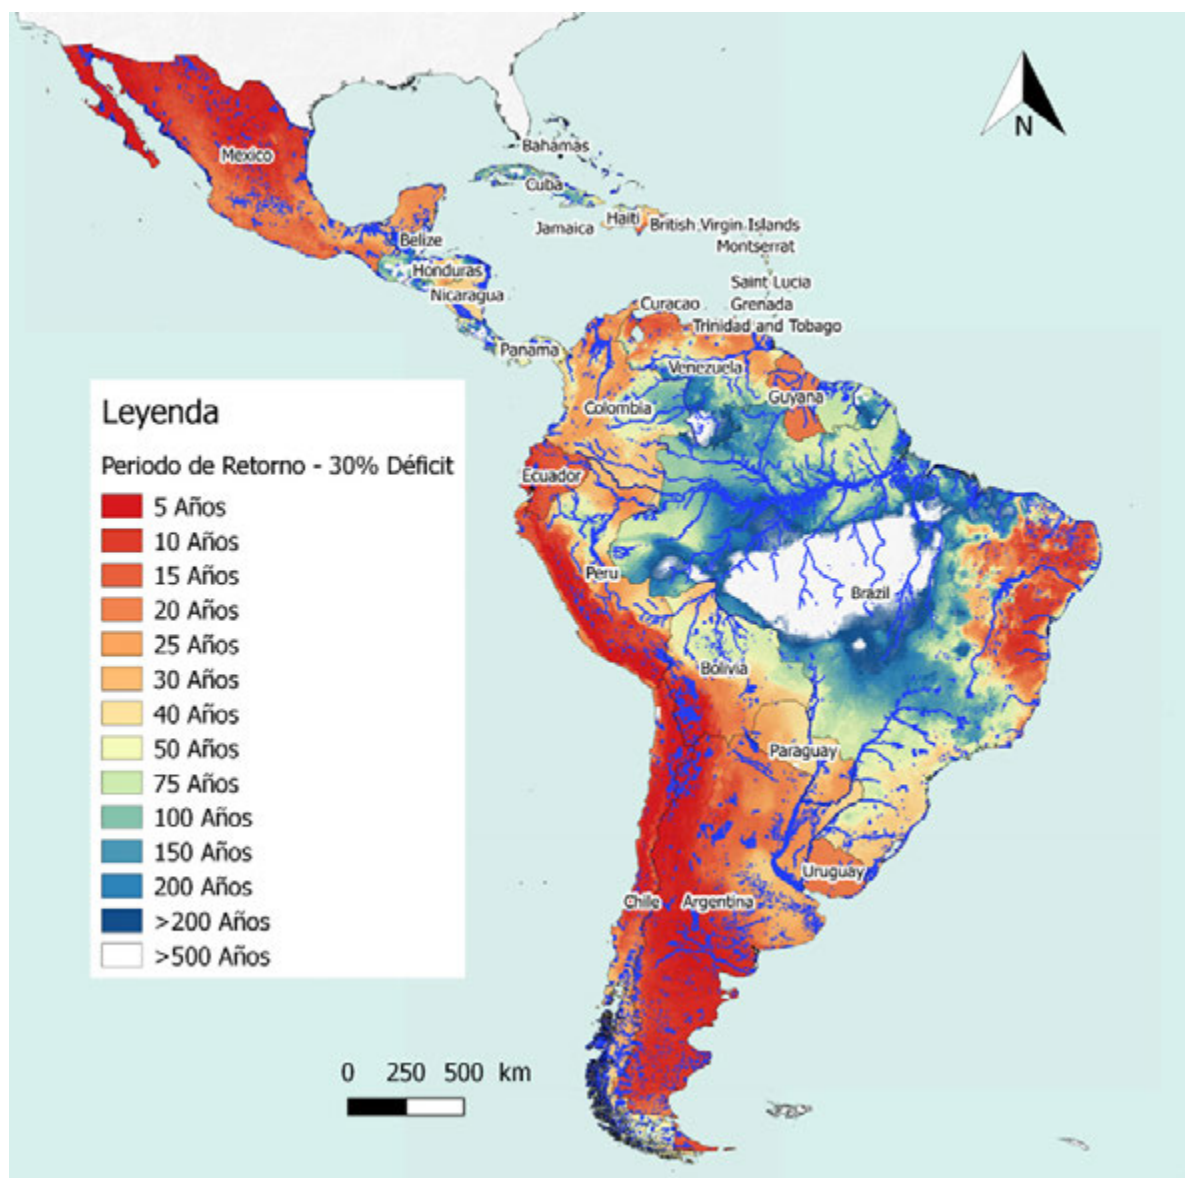 N
Bahamas
Mexico
Cuba
Haiti
Jamaica
British Virgin Islands
Belize
Montserrat
Honduras
Saint Lucia
Nicaragua
Curacao
Grenada
Trinidad and Tobago
Panama
Venezuela
Guyana
Colombia
Ecuador
Peru
Brazil
Bolivia
Paraguay
Uruguay
Chile
Argentina
Leyenda
Periodo de Retorno - 30% Déficit
5 Años
10 Años
15 Años
20 Años
25 Años
30 Años
40 Años
50 Años
75 Años
100 Años
150 Años
200 Años
>200 Años
>500 Años
0 250 500 km